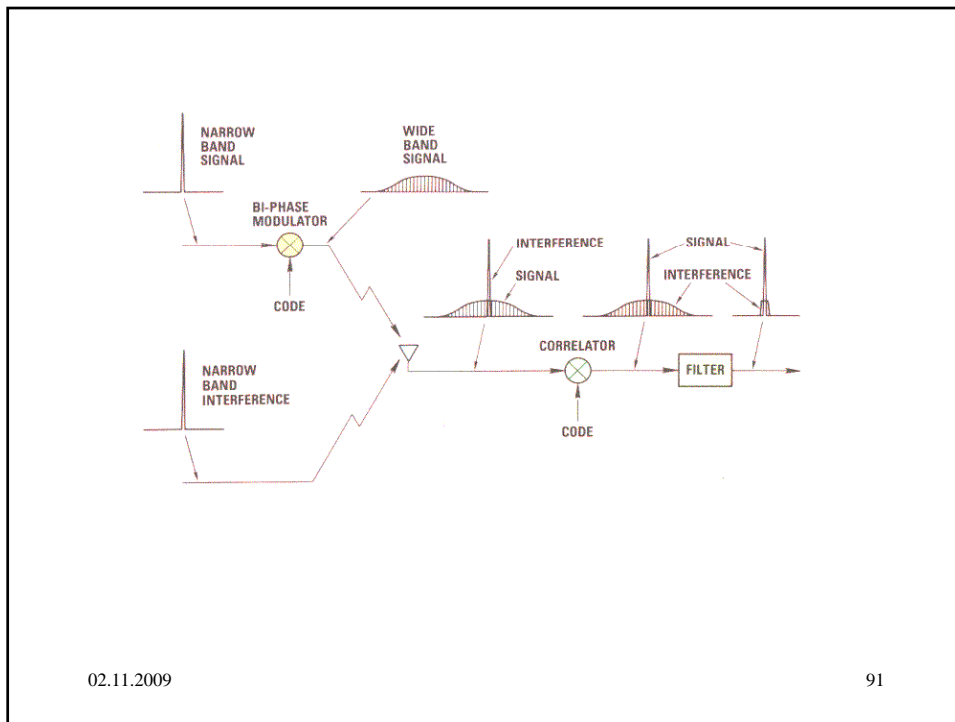 NARROW
BAND
SIGNAL
WIDE
BAND
SIGNAL
BI-PHASE
MODULATOR
CODE
INTERFERENCE
SIGNAL
SIGNAL
INTERFERENCE
NARROW
BAND
INTERFERENCE
CORRELATOR
FILTER
CODE
02.11.2009
91